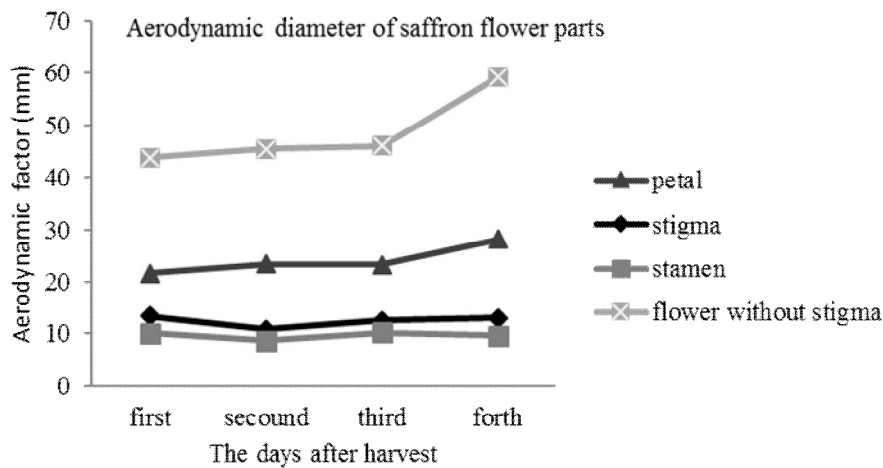 Aerodynamic diameter of saffron flower parts
Aerodynamic factor (mm)
70
60
50
40
30
20
10
0
first secound third forth
The days after harvest
petal
stigma
stamen
flower without stigma